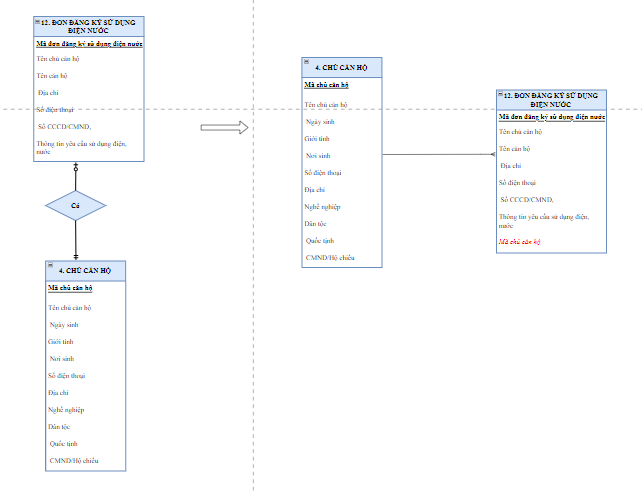 12. ĐƠN ĐĂNG KÝ SỬ DỤNG
ĐIỆN NƯỚC
Mã đơn đăng ký sử dụng điện nước
Tên chủ căn hộ
Tên căn hộ
Địa chỉ
Số điện thoại
Số CCCD/CMND,
Thông tin yêu cầu sử dụng điện,
nước
Có
4. CHỦ CĂN HỘ
Mã chủ căn hộ
Tên chủ căn hộ
Ngày sinh
Giới tính
Nơi sinh
Số điện thoại
Địa chỉ
Nghề nghiệp
Dân tộc
Quốc tịnh
CMND/Hộ chiếu
4. CHỦ CĂN HỘ
Mã chủ căn hộ
Tên chủ căn hộ
Ngày sinh
Giới tính
Nơi sinh
Số điện thoại
Địa chỉ
Nghề nghiệp
Dân tộc
Quốc tịnh
CMND/Hộ chiếu
12. ĐƠN ĐĂNG KÝ SỬ DỤNG
ĐIỆN NƯỚC
Mã đơn đăng ký sử dụng điện nước
Tên chủ căn hộ
Tên căn hộ
Địa chỉ
Số điện thoại
Số CCCD/CMND,
Thông tin yêu cầu sử dụng điện,
nước
Mã chủ căn hộ